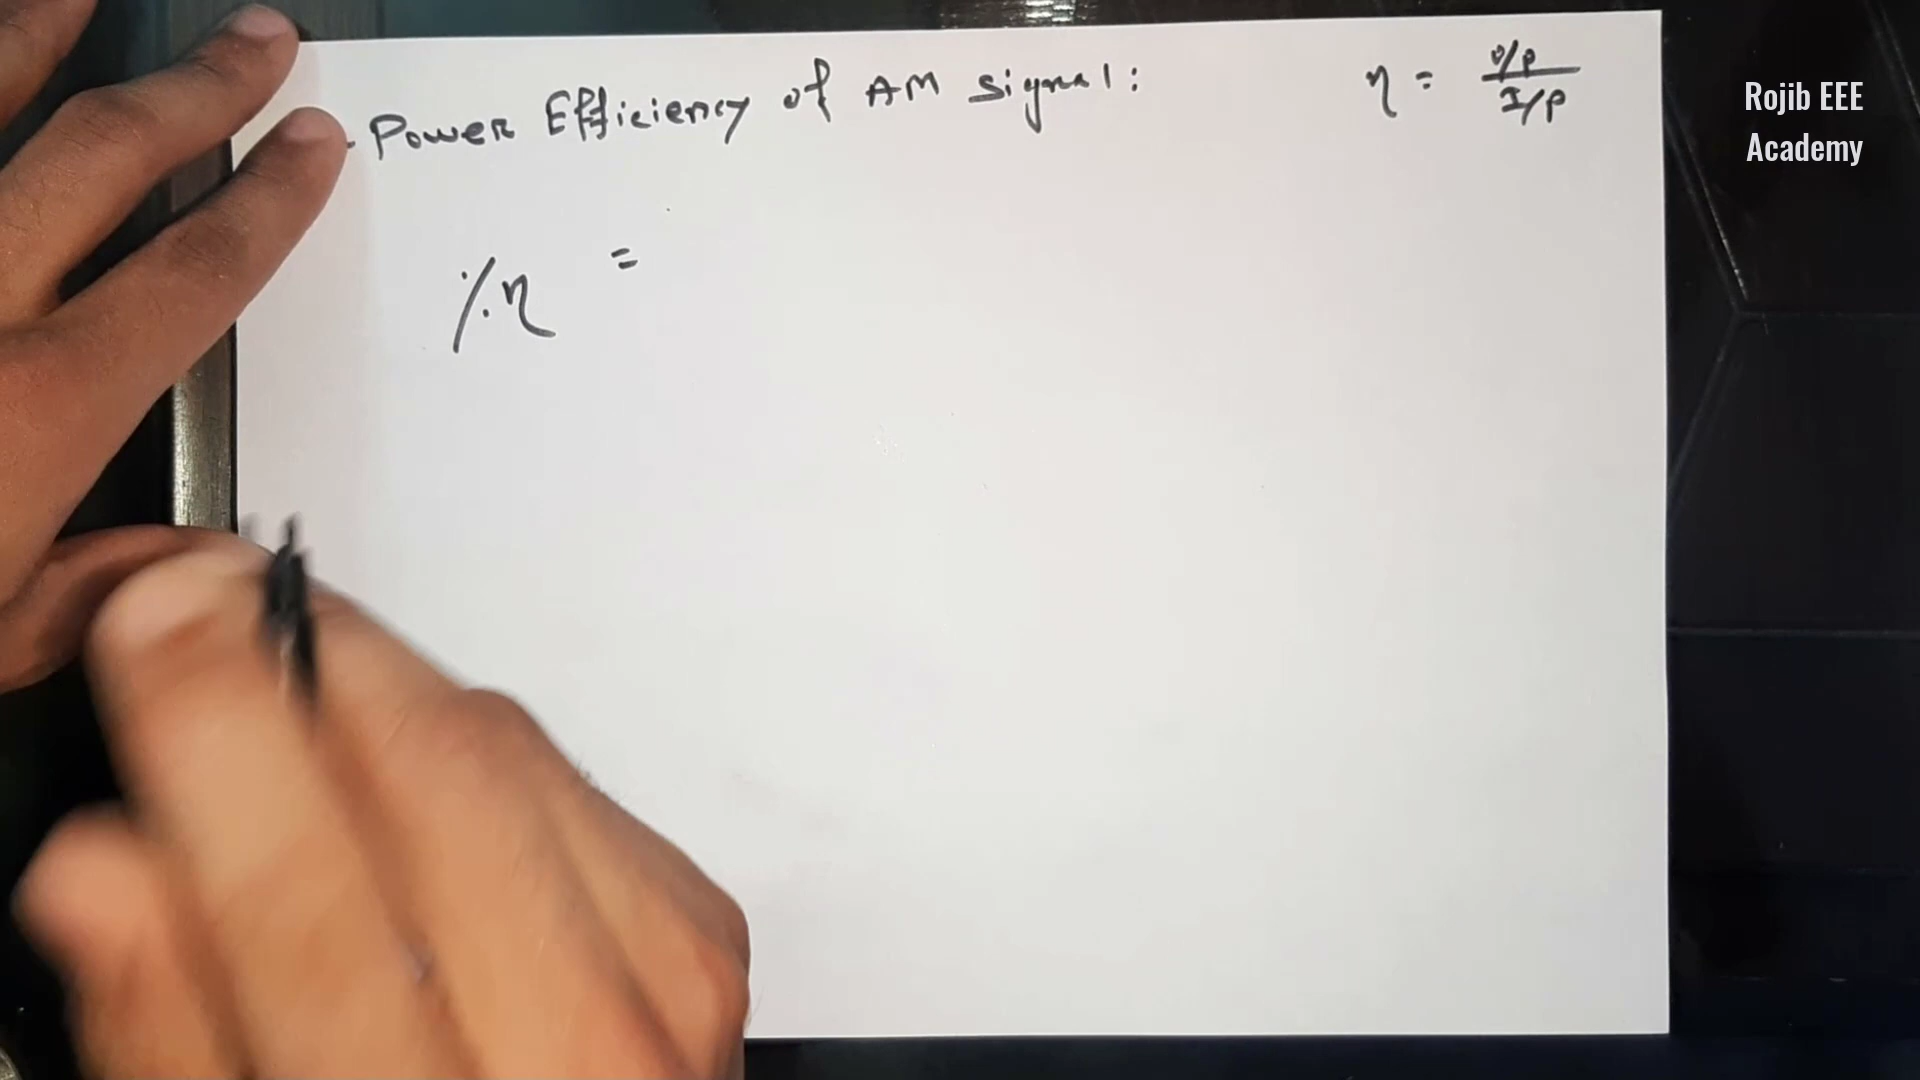 Power Efficiency of AM signal:
η = O/P
I/P
Rojib EEE
Academy
%η =